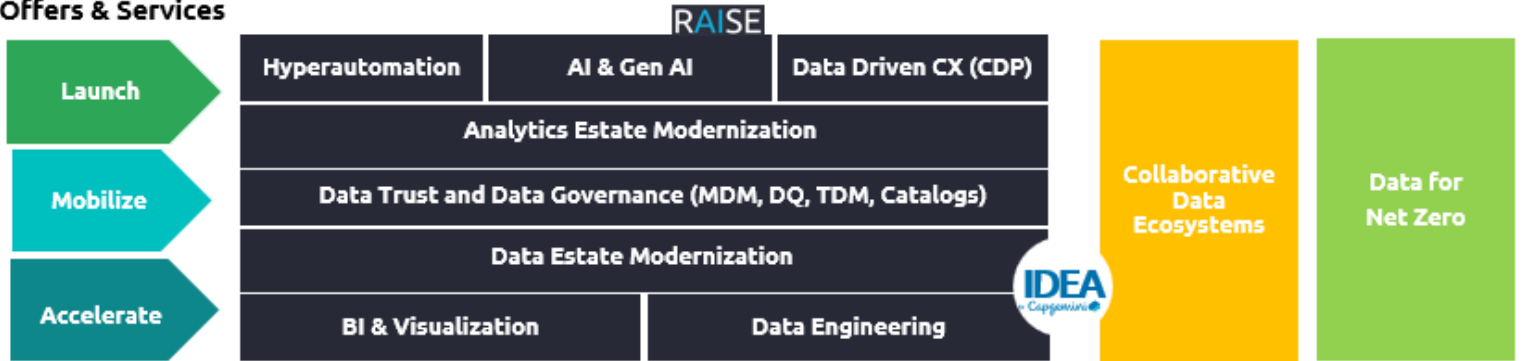 Offers & Services
RAISE
Launch
Mobilize
Accelerate
Hyperautomation
AI & Gen AI
Data Driven CX (CDP)
Analytics Estate Modernization
Data Trust and Data Governance (MDM, DQ, TDM, Catalogs)
Data Estate Modernization
BI & Visualization
Data Engineering
IDEA
by Capgemini
Collaborative
Data
Ecosystems
Data for
Net Zero